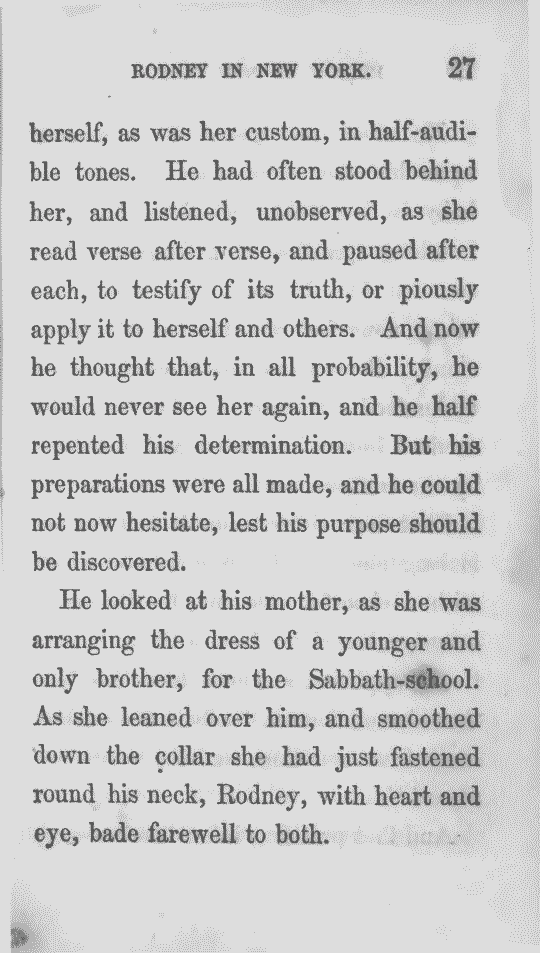 RODNEY IN NEW YORK. 27
herself, as was her custom, in half-audi-
ble tones. He had often stood behind
her, and listened, unobserved, as she
read verse after verse, and paused after
each, to testify of its truth, or piously
apply it to herself and others. And now
he thought that, in all probability, he
would never see her again, and he half
repented his determination. But his
preparations were all made, and he could
not now hesitate, lest his purpose should
be discovered.
He looked at his mother, as she was
arranging the dress of a younger and
only brother, for the Sabbath-school.
As she leaned over him, and smoothed
down the collar she had just fastened
round his neck, Rodney, with heart and
eye, bade farewell to both.